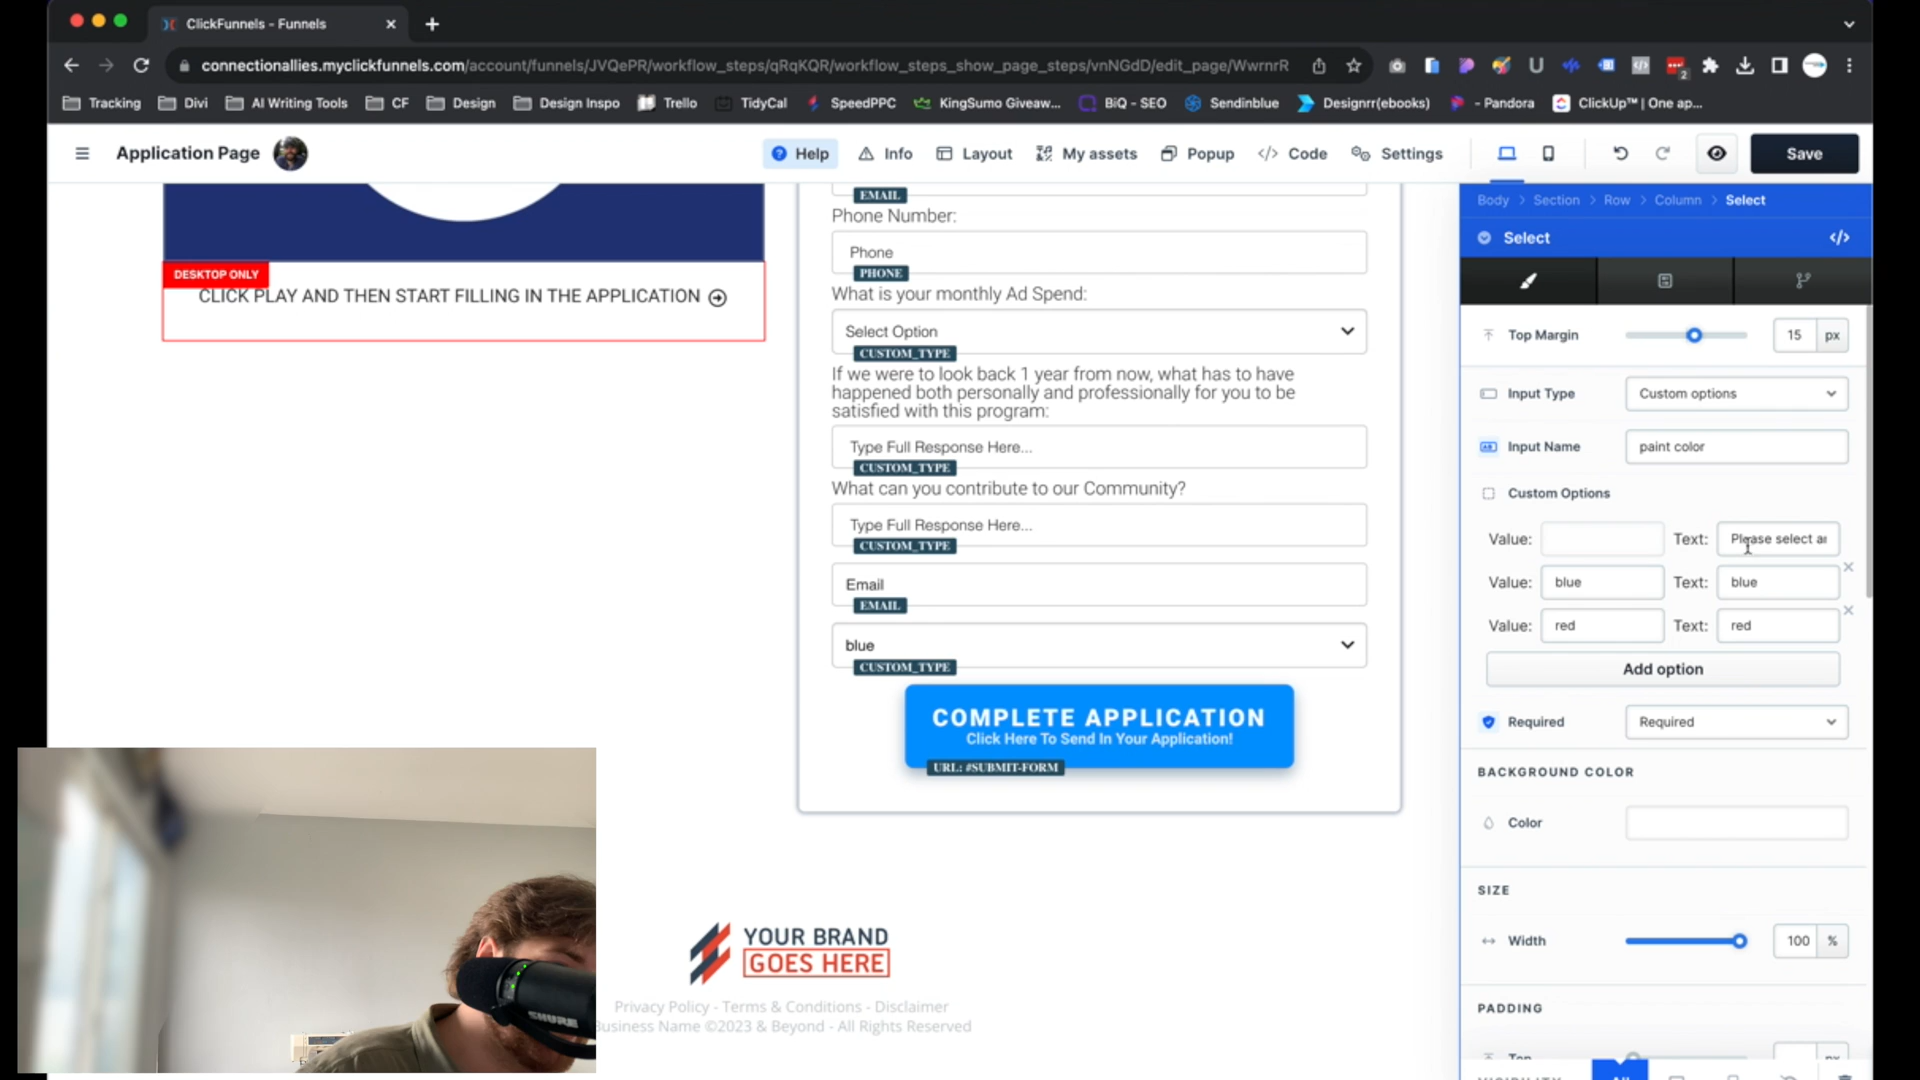 ClickFunnels - Funnels
connectionallies.myclickfunnels.com/account/funnels/JVQePR/workflow_steps/qRqKQR/workflow_steps_show_page_steps/vnNGdD/edit_page/WwrnrR
Tracking Divi AI Writing Tools CF Design Design Inspo Trello TidyCal SpeedPPC KingSumo Giveaw... BiQ - SEO Sendinblue Designrr(ebooks) - Pandora ClickUp™ | One ap...
Application Page Help Info Layout My assets Popup Code Settings Save
DESKTOP ONLY
CLICK PLAY AND THEN START FILLING IN THE APPLICATION
EMAIL
Phone Number:
Phone
PHONE
What is your monthly Ad Spend:
Select Option
CUSTOM_TYPE
If we were to look back 1 year from now, what has to have
happened both personally and professionally for you to be
satisfied with this program:
Type Full Response Here...
CUSTOM_TYPE
What can you contribute to our Community?
Type Full Response Here...
CUSTOM_TYPE
Email
EMAIL
blue
CUSTOM_TYPE
COMPLETE APPLICATION
Click Here To Send In Your Application!
URL: #SUBMIT-FORM
YOUR BRAND
GOES HERE
Privacy Policy - Terms & Conditions - Disclaimer
Business Name ©2023 & Beyond - All Rights Reserved
SHURE
Body > Section > Row > Column > Select
Select
Top Margin 15 px
Input Type Custom options
Input Name paint color
Custom Options
Value: Text: Please select an
Value: blue Text: blue
Value: red Text: red
Add option
Required Required
BACKGROUND COLOR
Color
SIZE
Width 100 %
PADDING
Top px
VISIBILITY All